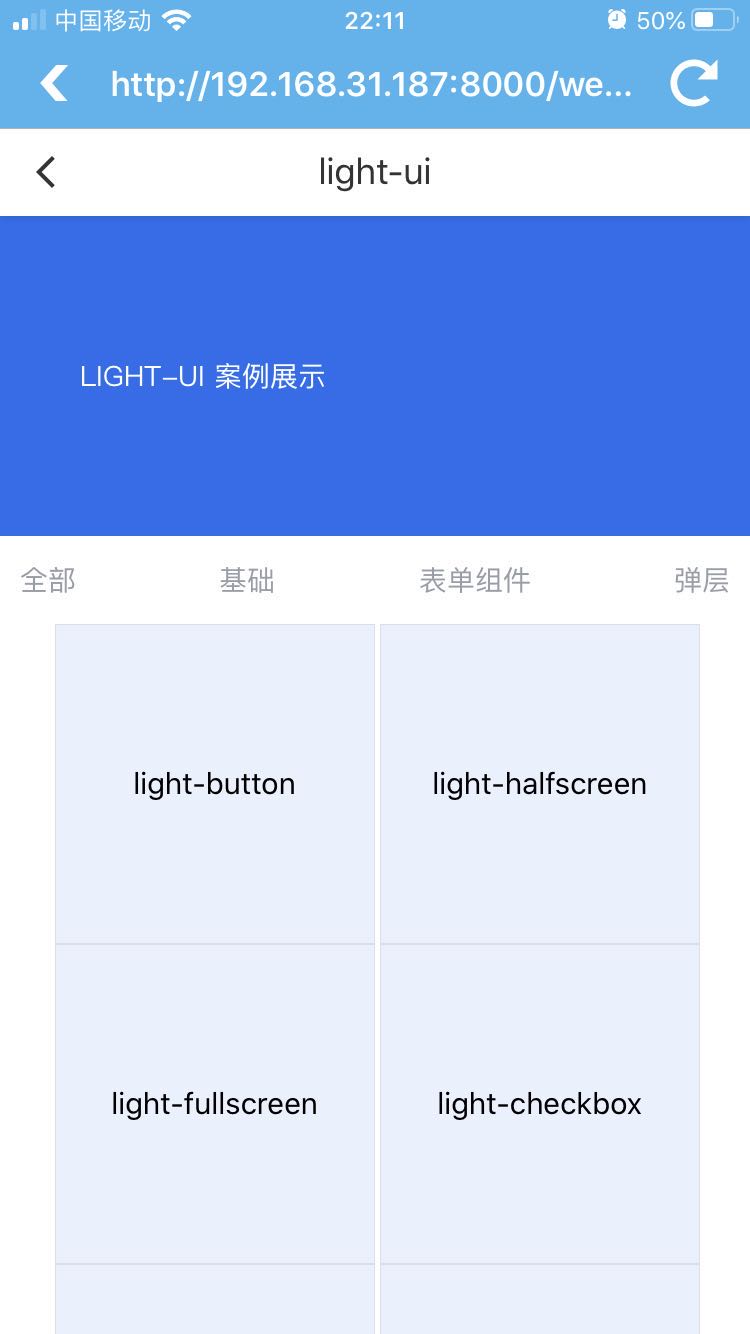 中国移动 22:11 50%
http://192.168.31.187:8000/we...
light-ui
LIGHT-UI 案例展示
全部 基础 表单组件 弹层
light-button light-halfscreen
light-fullscreen light-checkbox